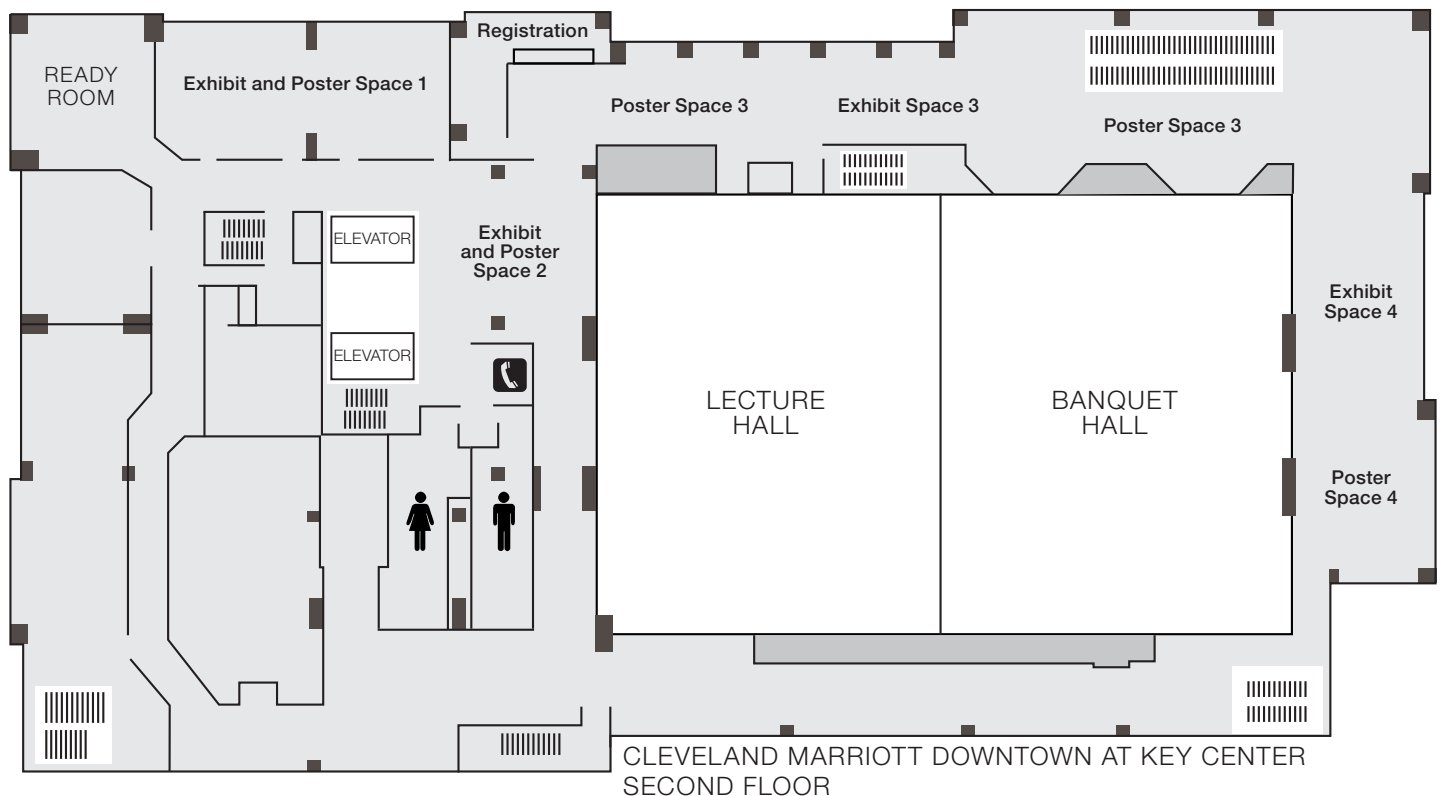 Registration
READY
ROOM
Exhibit and Poster Space 1
Poster Space 3
Exhibit Space 3
Poster Space 3
ELEVATOR
Exhibit
and Poster
Space 2
Exhibit
Space 4
ELEVATOR
LECTURE
HALL
BANQUET
HALL
Poster
Space 4
CLEVELAND MARRIOTT DOWNTOWN AT KEY CENTER
SECOND FLOOR